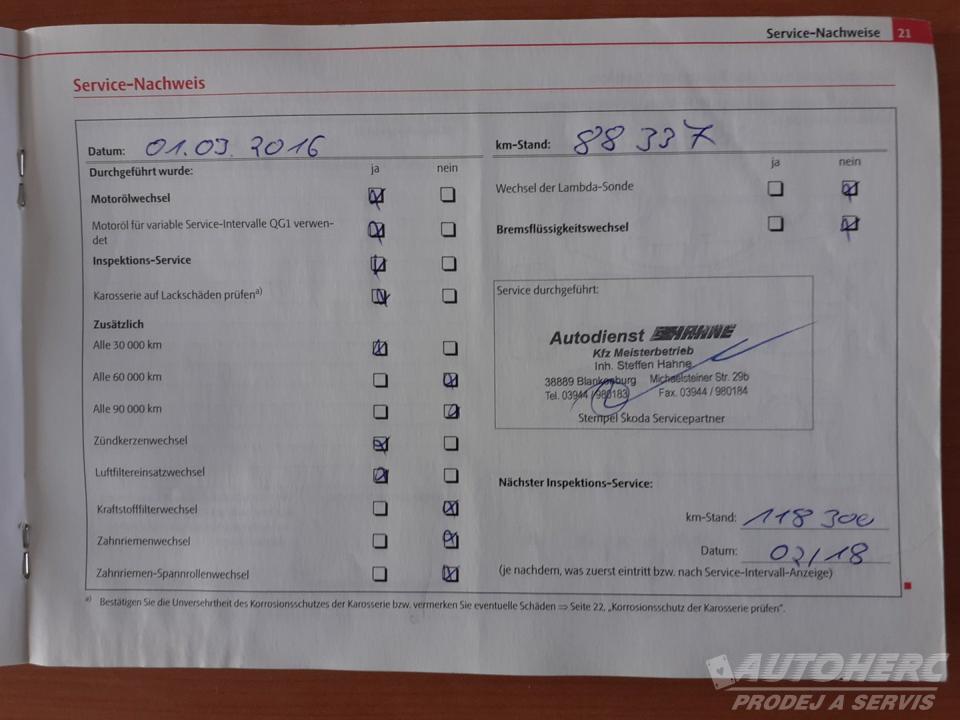 Service-Nachweise 21
Service-Nachweis
Datum: 01.03.2016
Durchgeführt wurde: ja nein
Motorölwechsel
Motoröl für variable Service-Intervalle QG1 verwen-
det
Inspektions-Service
Karosserie auf Lackschäden prüfen a)
Zusätzlich
Alle 30 000 km
Alle 60 000 km
Alle 90 000 km
Zündkerzenwechsel
Luftfiltereinsatzwechsel
Kraftstofffilterwechsel
Zahnriemenwechsel
Zahnriemen-Spannrollenwechsel
km-Stand: 88 337
ja nein
Wechsel der Lambda-Sonde
Bremsflüssigkeitswechsel
Service durchgeführt:
Autodienst HAHNE
Kfz Meisterbetrieb
Inh. Steffen Hahne
38889 Blankenburg Michaelsteiner Str. 29b
Tel. 03944 / 980183 Fax. 03944 / 980184
Stempel Skoda Servicepartner
Nächster Inspektions-Service:
km-Stand: 118 300
Datum: 02/18
(je nachdem, was zuerst eintritt bzw. nach Service-Intervall-Anzeige)
a) Bestätigen Sie die Unversehrtheit des Korrosionsschutzes der Karosserie bzw. vermerken Sie eventuelle Schäden ⇒ Seite 22, „Korrosionsschutz der Karosserie prüfen“.
AUTOHERC
PRODEJ A SERVIS